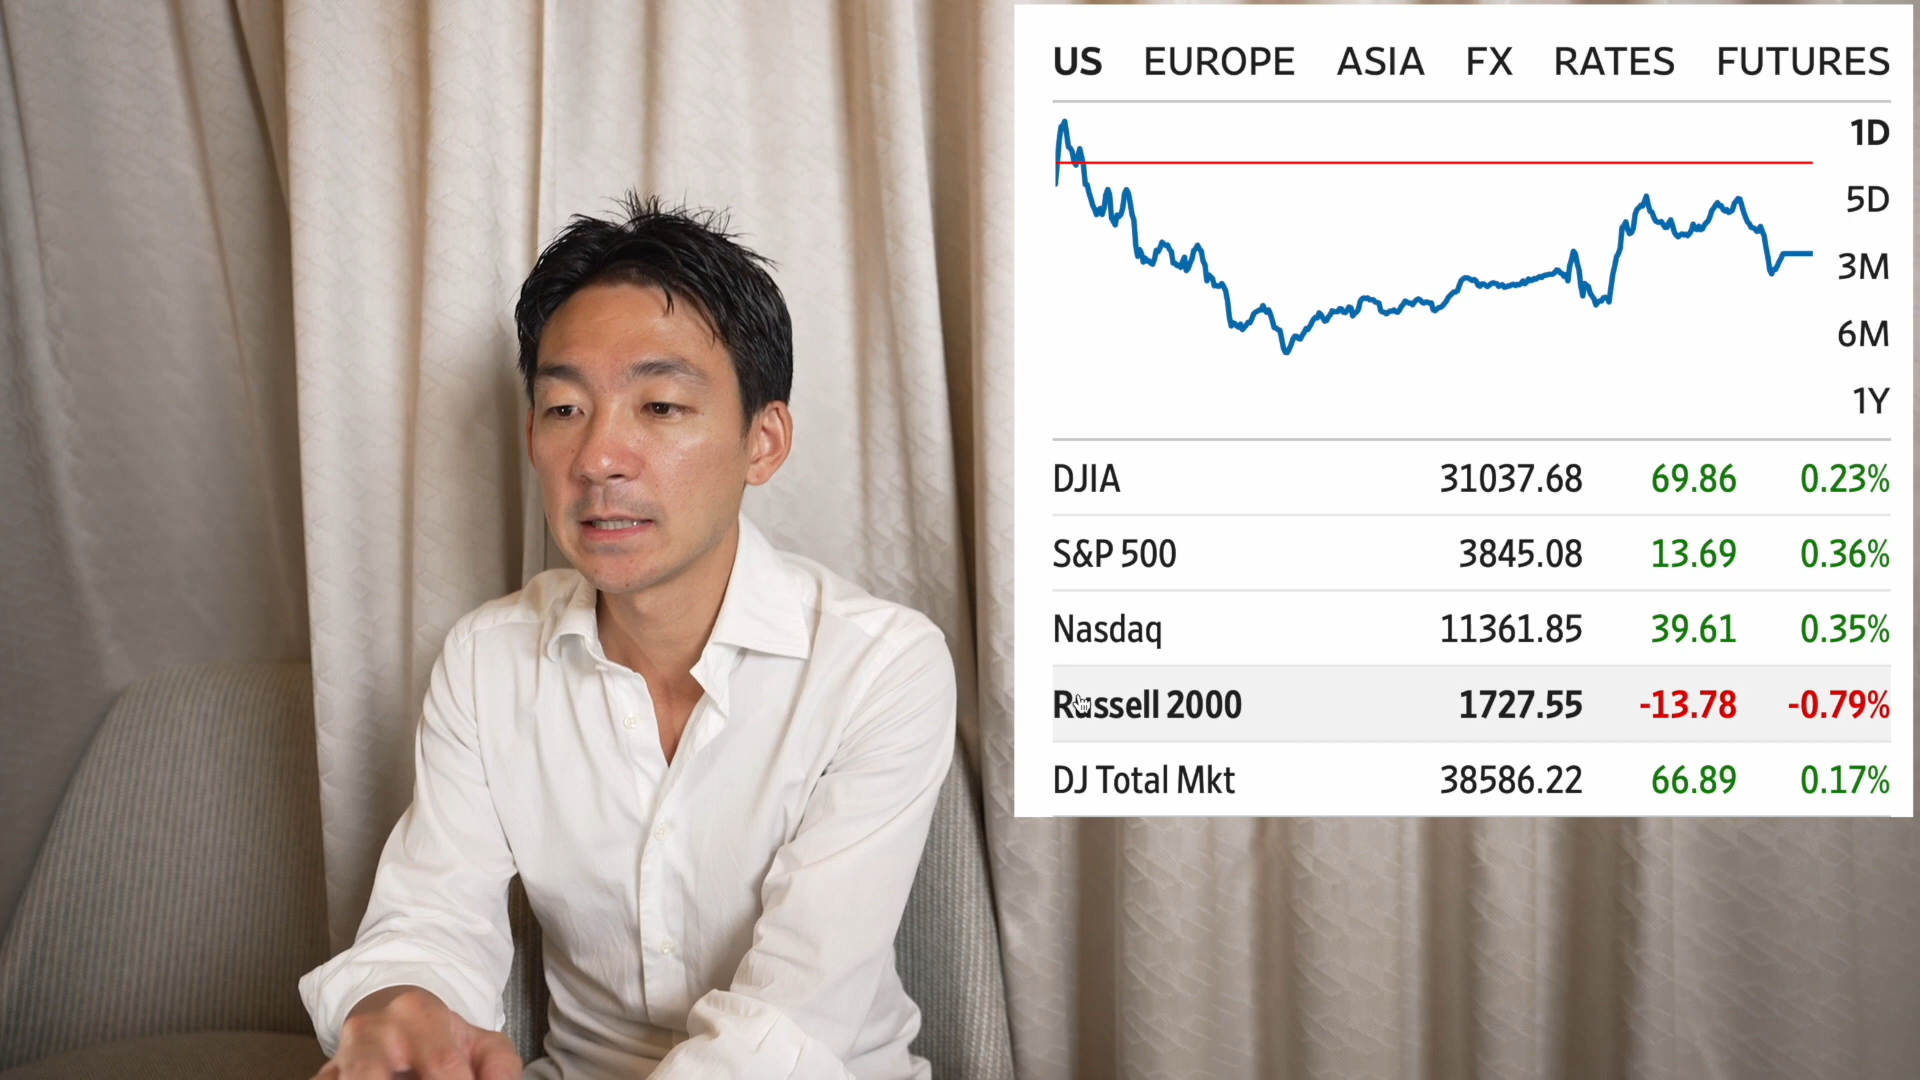 US EUROPE ASIA FX RATES FUTURES
1D
5D
3M
6M
1Y
DJIA 31037.68 69.86 0.23%
S&P 500 3845.08 13.69 0.36%
Nasdaq 11361.85 39.61 0.35%
Russell 2000 1727.55 -13.78 -0.79%
DJ Total Mkt 38586.22 66.89 0.17%